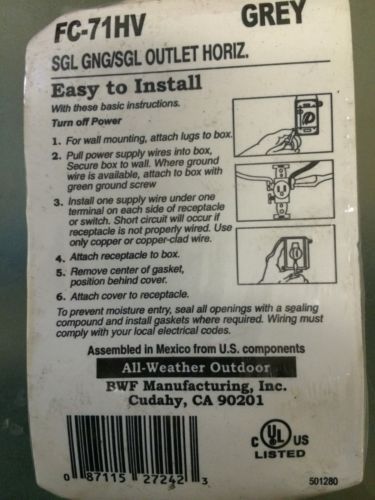 FC-71HV GREY
SGL GNG/SGL OUTLET HORIZ.
Easy to Install
With these basic instructions.
Turn off Power
1. For wall mounting, attach lugs to box.
2. Pull power supply wires into box,
Secure box to wall. Where ground
wire is available, attach to box with
green ground screw
3. Install one supply wire under one
terminal on each side of receptacle
or switch. Short circuit will occur if
receptacle is not properly wired. Use
only copper or copper-clad wire.
4. Attach receptacle to box.
5. Remove center of gasket,
position behind cover.
6. Attach cover to receptacle.
To prevent moisture entry, seal all openings with a sealing
compound and install gaskets where required. Wiring must
comply with your local electrical codes.
Assembled in Mexico from U.S. components
All-Weather Outdoor
BWF Manufacturing, Inc.
Cudahy, CA 90201
C UL US
LISTED
0 87115 27242 3
501280